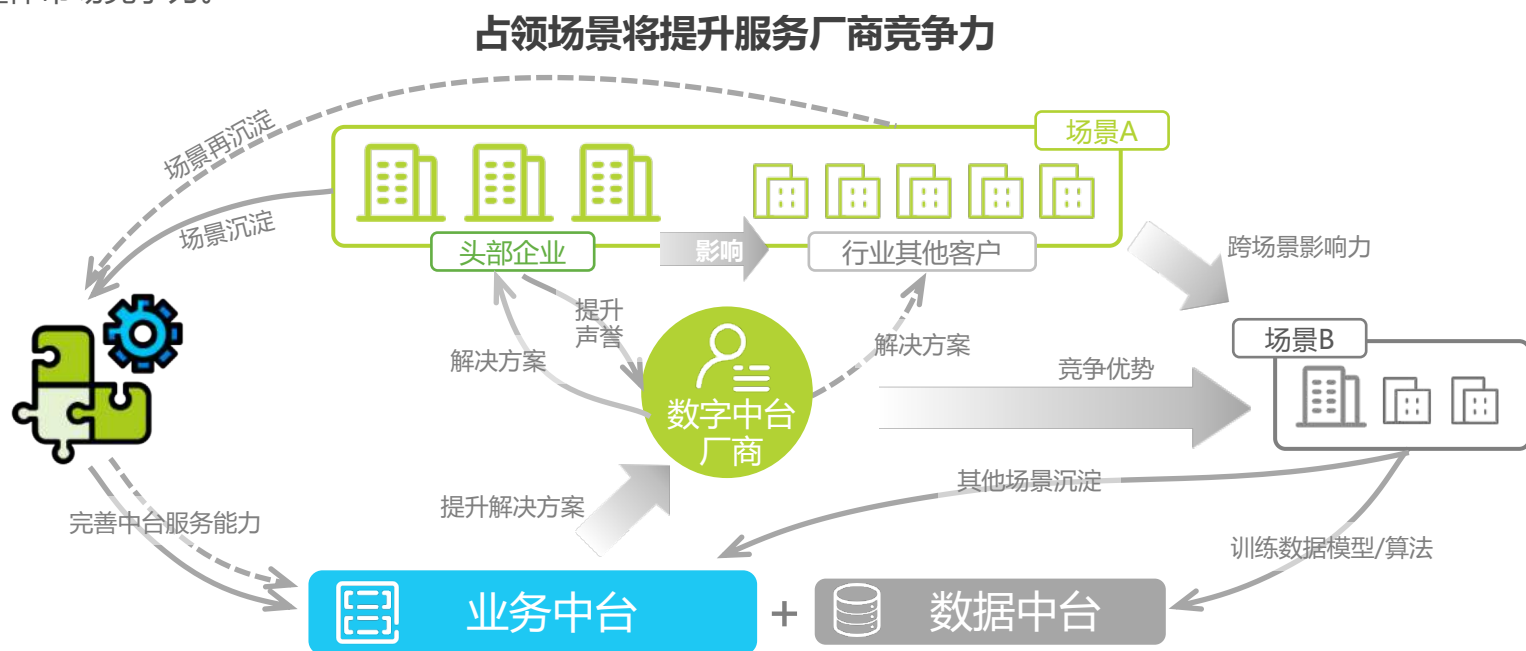 占领场景将提升服务厂商竞争力
场景再沉淀
场景A
场景沉淀
头部企业
影响
行业其他客户
跨场景影响力
提升
声誉
解决方案
解决方案
场景B
竞争优势
数字中台
厂商
其他场景沉淀
提升解决方案
完善中台服务能力
训练数据模型/算法
业务中台
+
数据中台